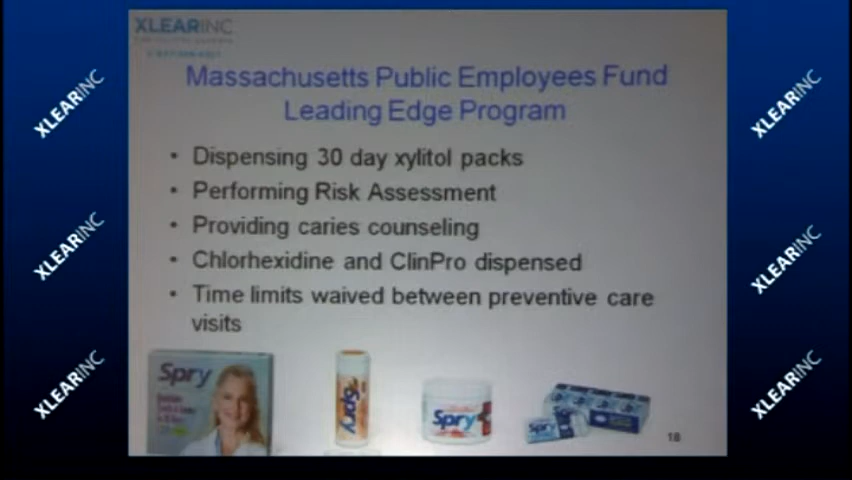 XLEARINC
Massachusetts Public Employees Fund
Leading Edge Program
• Dispensing 30 day xylitol packs
• Performing Risk Assessment
• Providing caries counseling
• Chlorhexidine and ClinPro dispensed
• Time limits waived between preventive care
visits
Spry
Spry
Spry
Spry
18
XLEARINC
XLEARINC
XLEARINC
XLEARINC
XLEARINC
XLEARINC